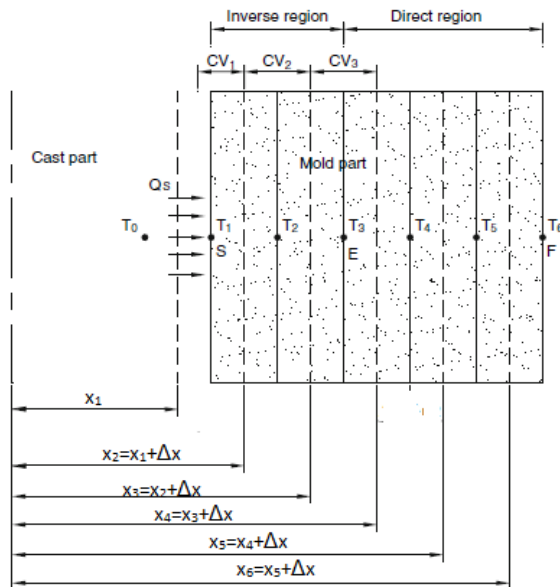 Inverse region
Direct region
CV₁
CV₂
CV₃
Cast part
Mold part
Qs
T₀
T₁
T₂
T₃
T₄
T₅
T₆
S
E
F
x₁
x₂=x₁+Δx
x₃=x₂+Δx
x₄=x₃+Δx
x₅=x₄+Δx
x₆=x₅+Δx